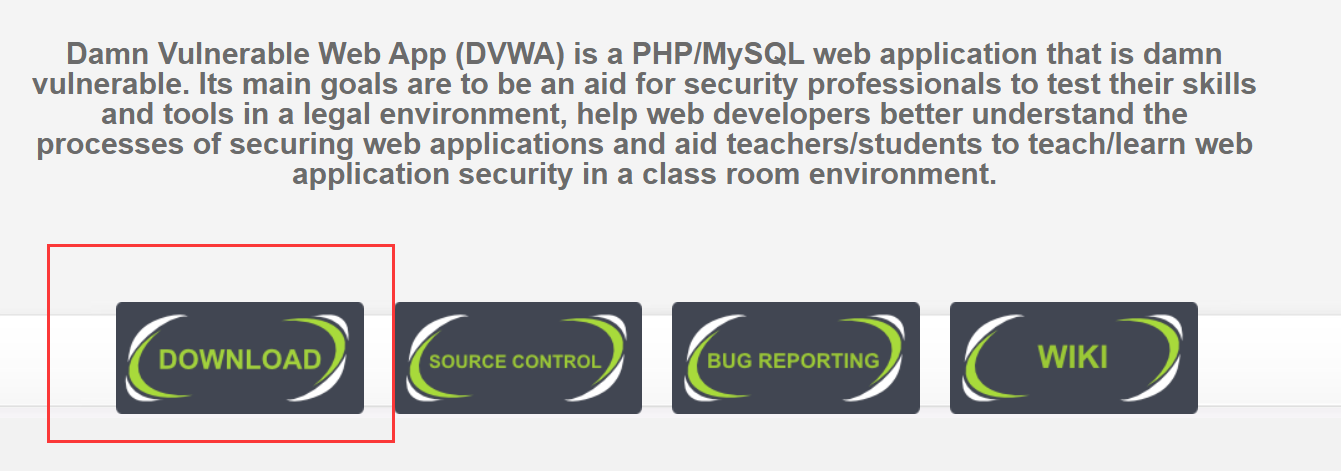 Damn Vulnerable Web App (DVWA) is a PHP/MySQL web application that is damn
vulnerable. Its main goals are to be an aid for security professionals to test their skills
and tools in a legal environment, help web developers better understand the
processes of securing web applications and aid teachers/students to teach/learn web
application security in a class room environment.
DOWNLOAD
SOURCE CONTROL
BUG REPORTING
WIKI